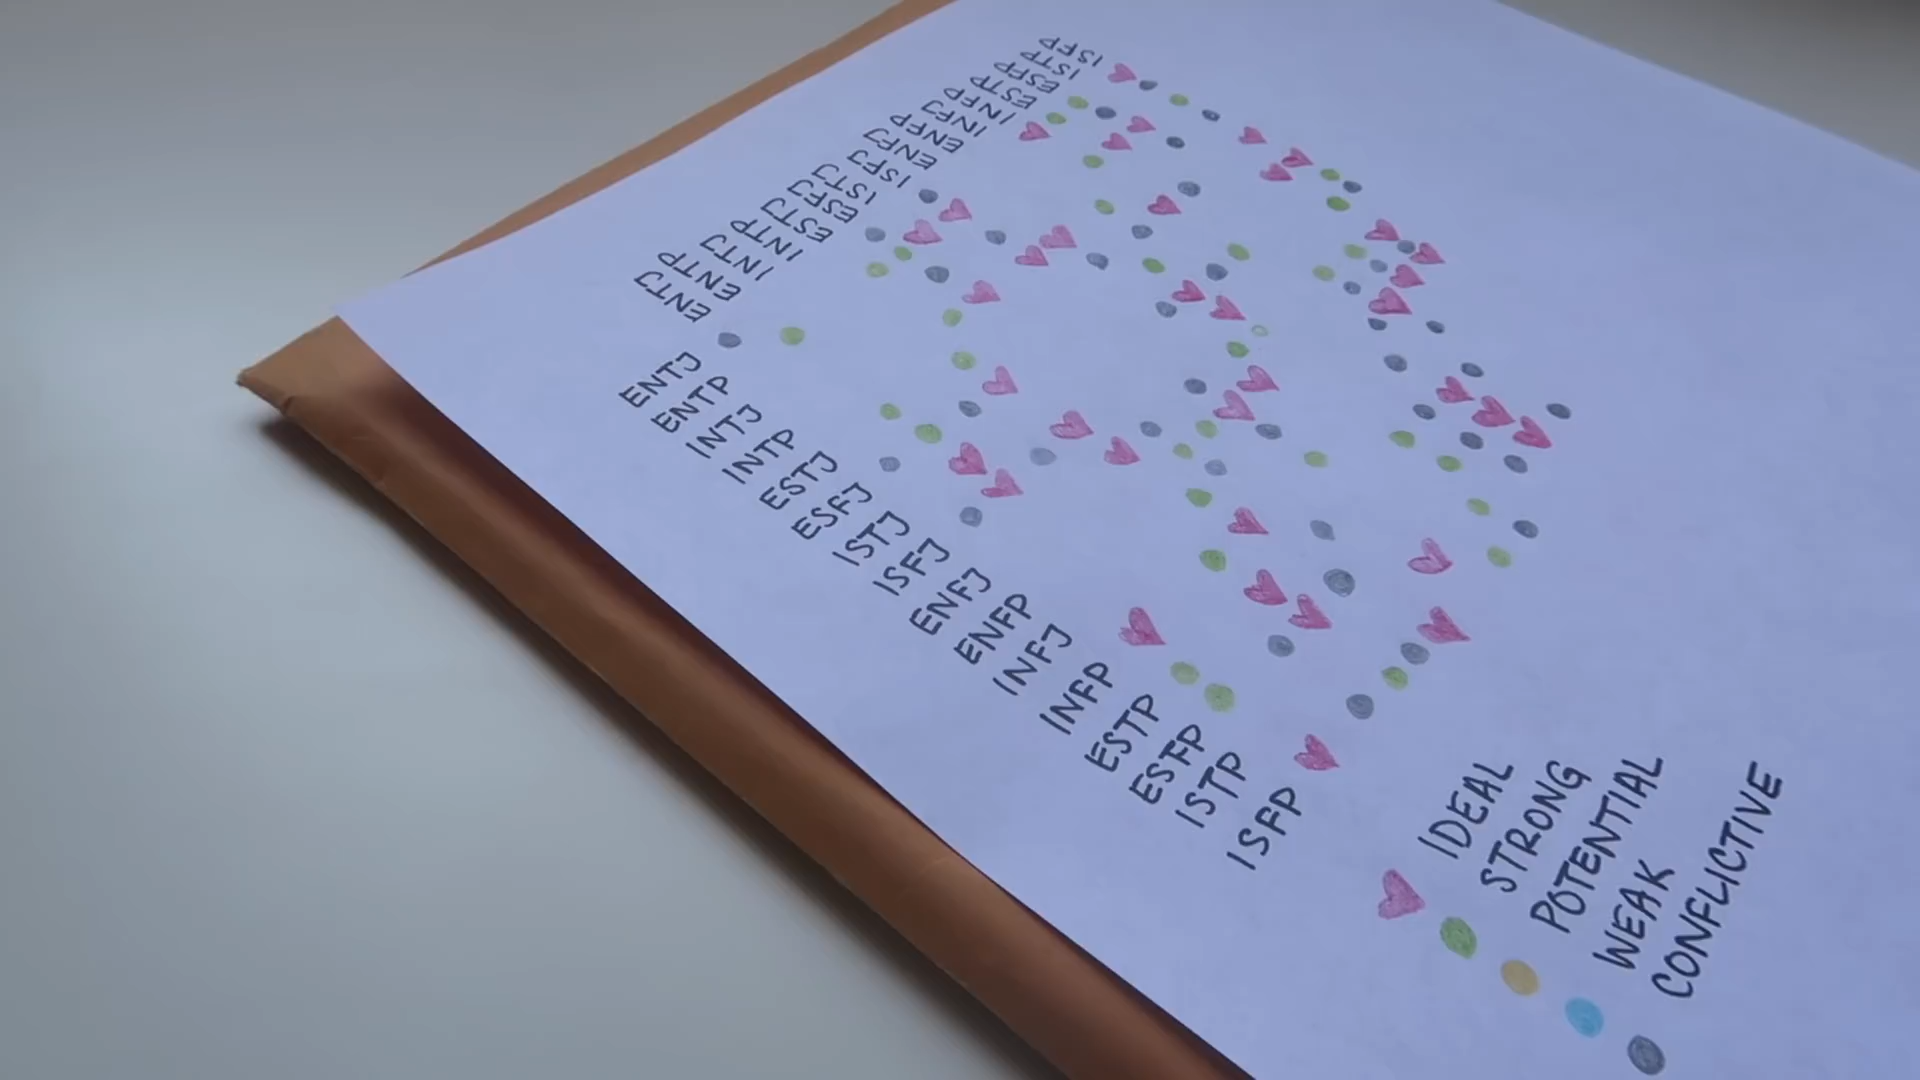 ISFP
ISTP
ESFP
ESTP
INFP
INFJ
ENFP
ENFJ
ISFJ
ISTJ
ESFJ
ESTJ
INTP
INTJ
ENTP
ENTJ
ENTJ
ENTP
INTJ
INTP
ESTJ
ESFJ
ISTJ
ISFJ
ENFJ
ENFP
INFJ
INFP
ESTP
ESFP
ISTP
ISFP
IDEAL
STRONG
POTENTIAL
WEAK
CONFLICTIVE